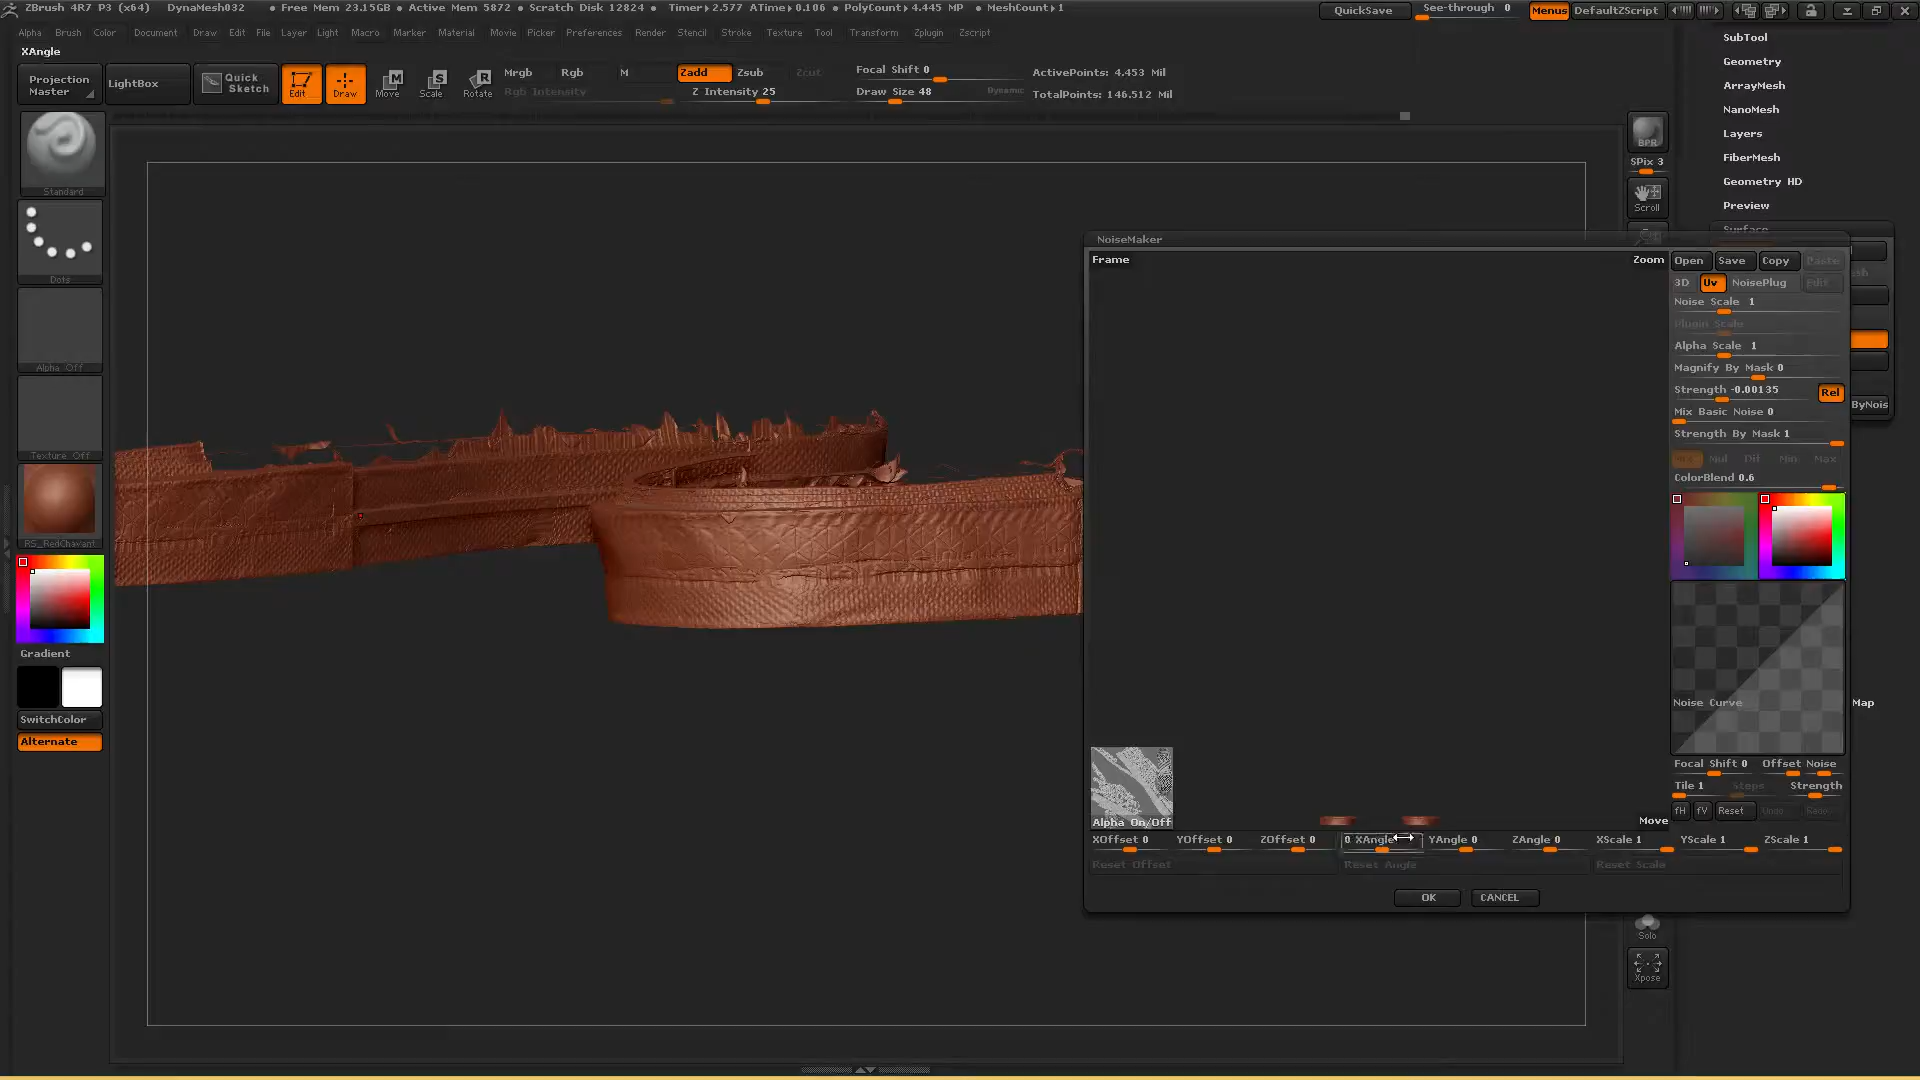 ZBrush 4R7 P3 (x64) DynaMesh032 • Free Mem 23.15GB • Active Mem 5872 • Scratch Disk 12824 • Timer▸2.577 ATime▸0.106 • PolyCount▸4.445 MP • MeshCount▸1 QuickSave See-through 0 Menus DefaultZScript
Alpha Brush Color Document Draw Edit File Layer Light Macro Marker Material Movie Picker Preferences Render Stencil Stroke Texture Tool Transform Zplugin Zscript
XAngle
Projection Master
LightBox
Quick Sketch
Edit
Draw
Move
Scale
Rotate
Mrgb Rgb M
Rgb Intensity
Zadd Zsub Zcut
Z Intensity 25
Focal Shift 0
Draw Size 48 Dynamic
ActivePoints: 4.453 Mil
TotalPoints: 146.512 Mil
Standard
Dots
Alpha Off
Texture Off
RS_RedChavant
Gradient
SwitchColor
Alternate
BPR
SPix 3
Scroll
Solo
Xpose
SubTool
Geometry
ArrayMesh
NanoMesh
Layers
FiberMesh
Geometry HD
Preview
Surface
ByNois
Map
NoiseMaker
Frame Zoom
Open Save Copy Paste
3D Uv NoisePlug Edit
Noise Scale 1
Plugin Scale
Alpha Scale 1
Magnify By Mask 0
Strength -0.00135 Rel
Mix Basic Noise 0
Strength By Mask 1
Mul Dif Min Max
ColorBlend 0.6
Noise Curve
Focal Shift 0 Offset Noise
Tile 1 Steps Strength
fH fV Reset Undo Redo
Alpha On/Off
Move
XOffset 0 YOffset 0 ZOffset 0 0 XAngle YAngle 0 ZAngle 0 XScale 1 YScale 1 ZScale 1
Reset Offset Reset Angle Reset Scale
OK CANCEL